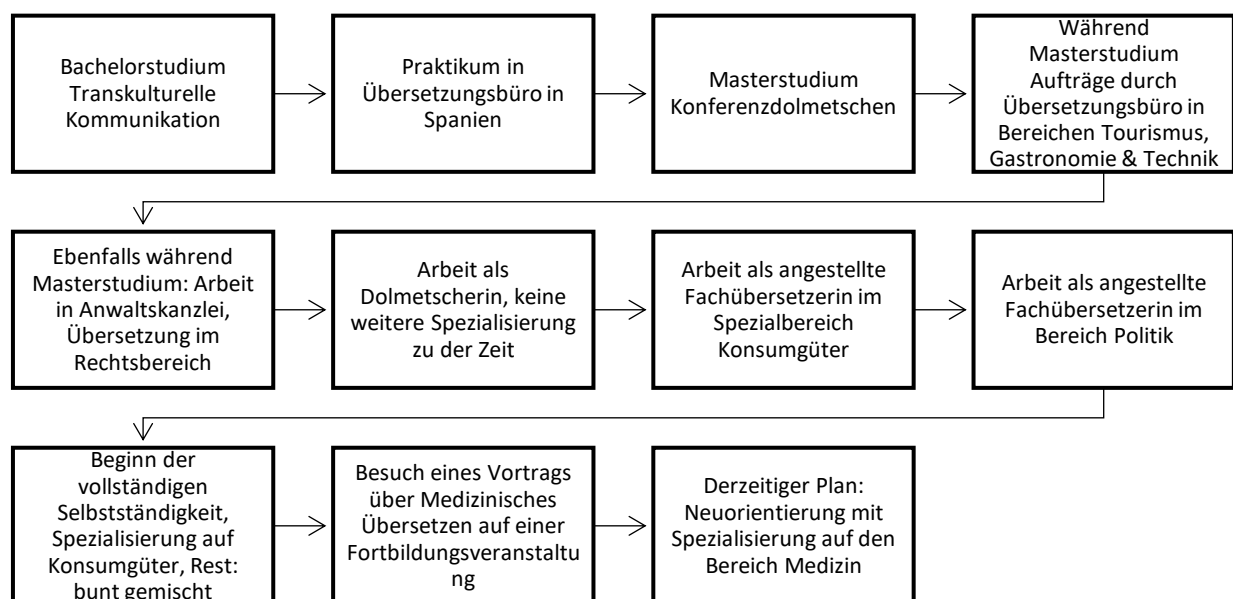 Bachelorstudium
Transkulturelle
Kommunikation
Praktikum in
Übersetzungsbüro in
Spanien
Masterstudium
Konferenzdolmetschen
Während
Masterstudium
Aufträge durch
Übersetzungsbüro in
Bereichen Tourismus,
Gastronomie & Technik
Ebenfalls während
Masterstudium: Arbeit
in Anwaltskanzlei,
Übersetzung im
Rechtsbereich
Arbeit als
Dolmetscherin, keine
weitere Spezialisierung
zu der Zeit
Arbeit als angestellte
Fachübersetzerin im
Spezialbereich
Konsumgüter
Arbeit als angestellte
Fachübersetzerin im
Bereich Politik
Beginn der
vollständigen
Selbstständigkeit,
Spezialisierung auf
Konsumgüter, Rest:
bunt gemischt
Besuch eines Vortrags
über Medizinisches
Übersetzen auf einer
Fortbildungsveranstaltu
ng
Derzeitiger Plan:
Neuorientierung mit
Spezialisierung auf den
Bereich Medizin